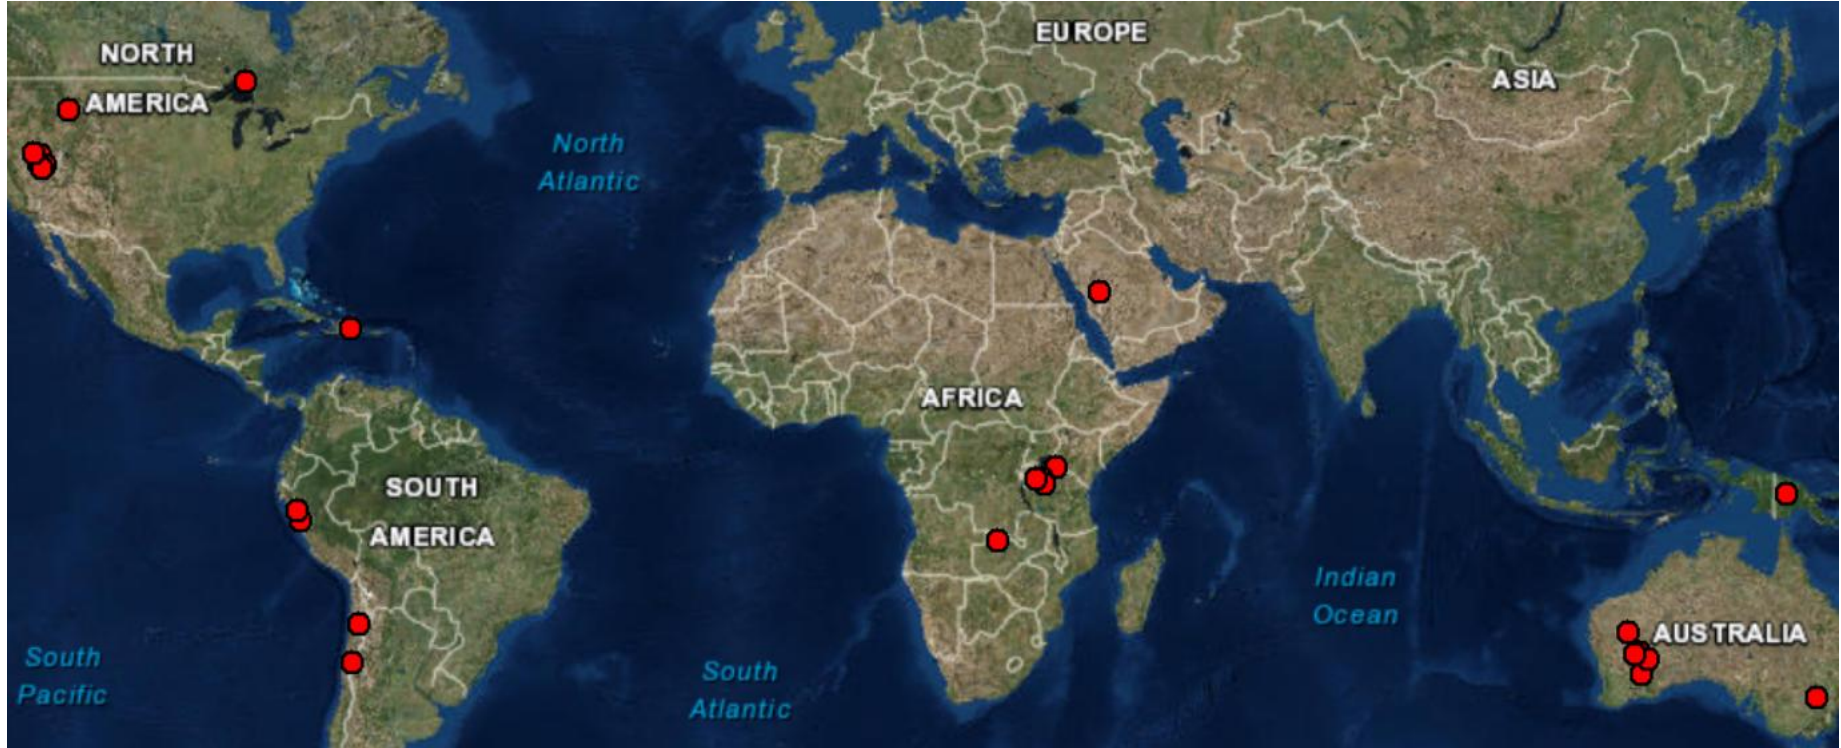 NORTH
AMERICA
EUROPE
ASIA
North
Atlantic
AFRICA
SOUTH
AMERICA
Indian
Ocean
AUSTRALIA
South
Pacific
South
Atlantic